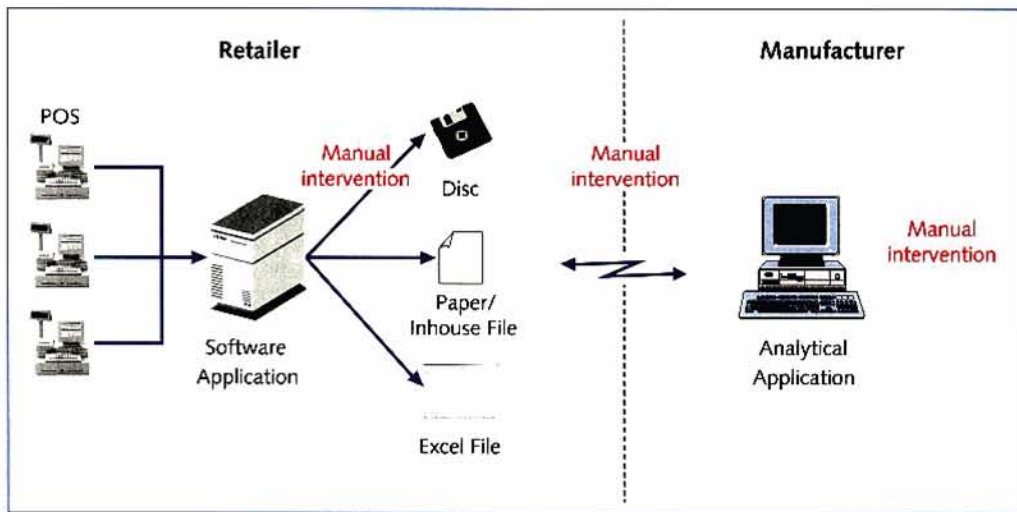 Retailer
Manufacturer
POS
Manual
intervention
Disc
Manual
intervention
Manual
intervention
Paper/
Inhouse File
Software
Application
Analytical
Application
Excel File